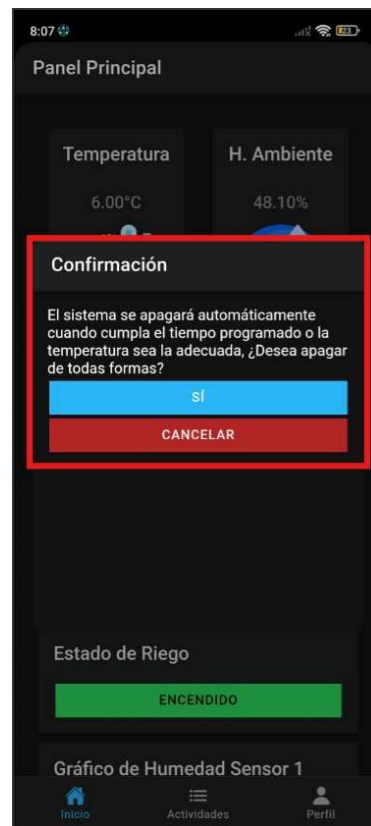 8:07
23
Panel Principal
Temperatura
H. Ambiente
6.00°C
48.10%
Confirmación
El sistema se apagará automáticamente
cuando cumpla el tiempo programado o la
temperatura sea la adecuada, ¿Desea apagar
de todas formas?
SÍ
CANCELAR
Estado de Riego
ENCENDIDO
Gráfico de Humedad Sensor 1
Inicio
Actividades
Perfil